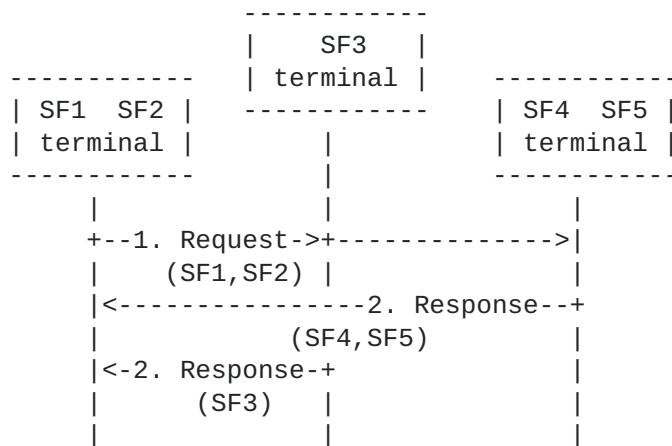 SF3
terminal
SF1 SF2
SF4 SF5
terminal
terminal
1. Request
(SF1,SF2)
2. Response
(SF4,SF5)
2. Response
(SF3)